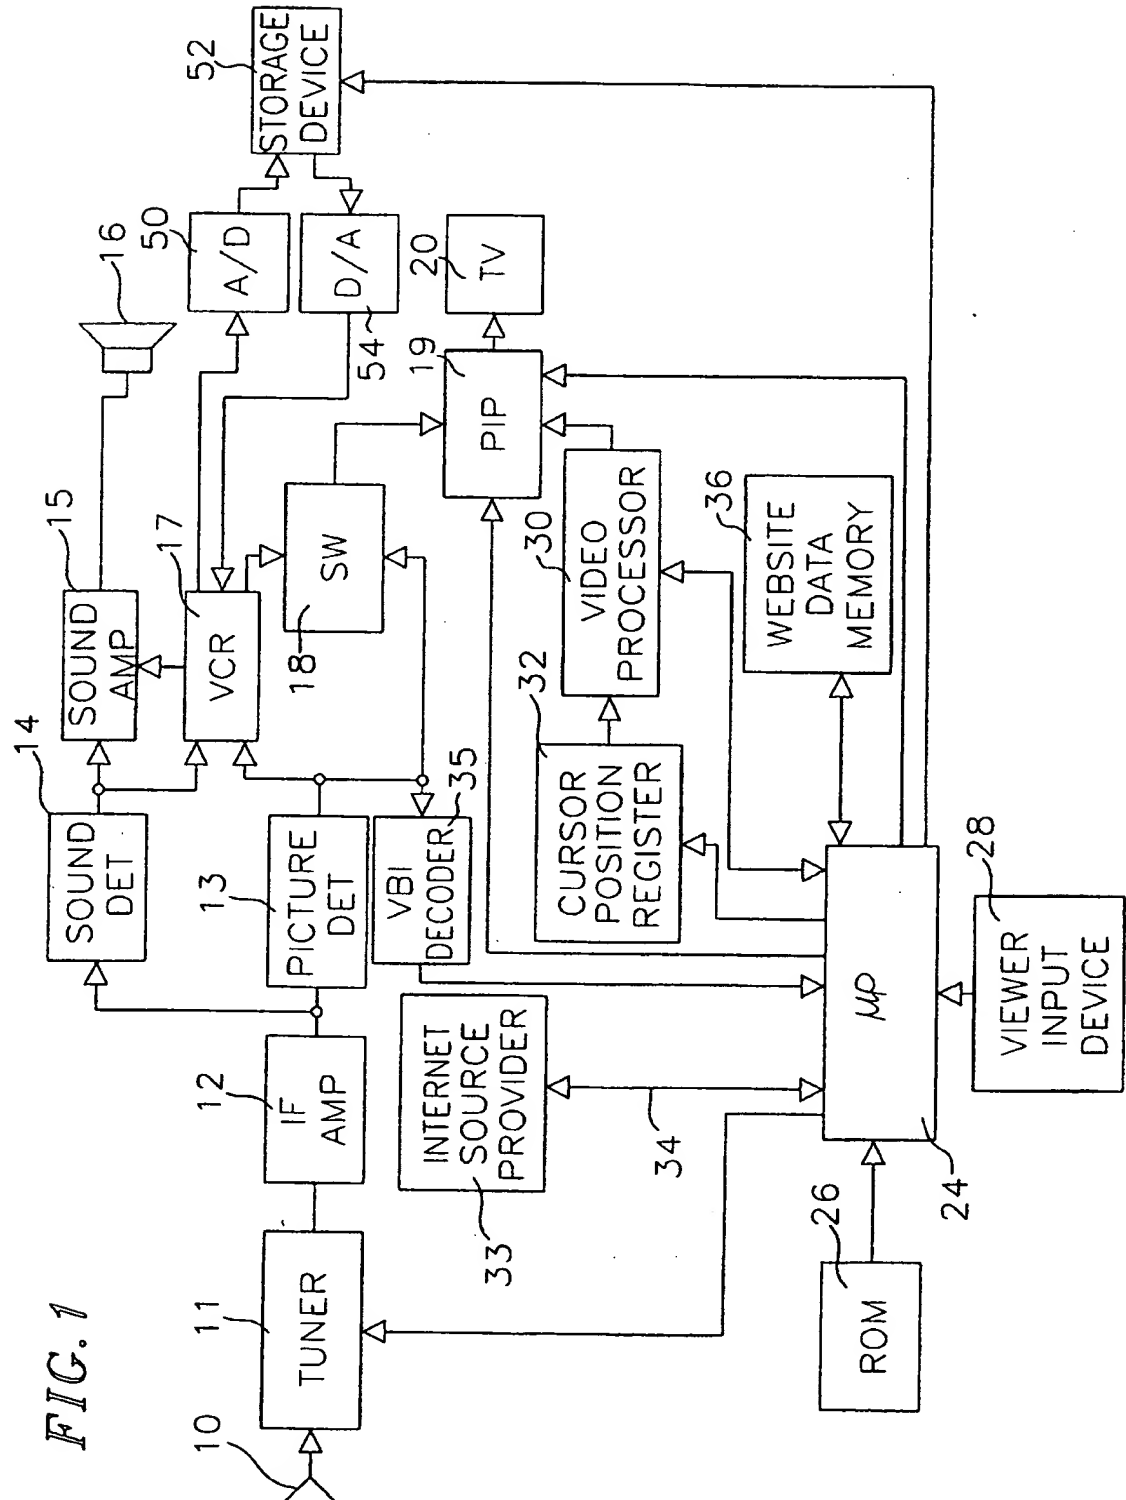 FIG. 1
10
11
TUNER
12
IF
AMP
13
PICTURE
DET
14
SOUND
DET
15
SOUND
AMP
16
17
VCR
18
SW
50
A/D
52
STORAGE
DEVICE
54
D/A
19
PIP
20
TV
35
VBI
DECODER
33
INTERNET
SOURCE
PROVIDER
34
32
CURSOR
POSITION
REGISTER
30
VIDEO
PROCESSOR
36
WEBSITE
DATA
MEMORY
24
μp
26
ROM
28
VIEWER
INPUT
DEVICE